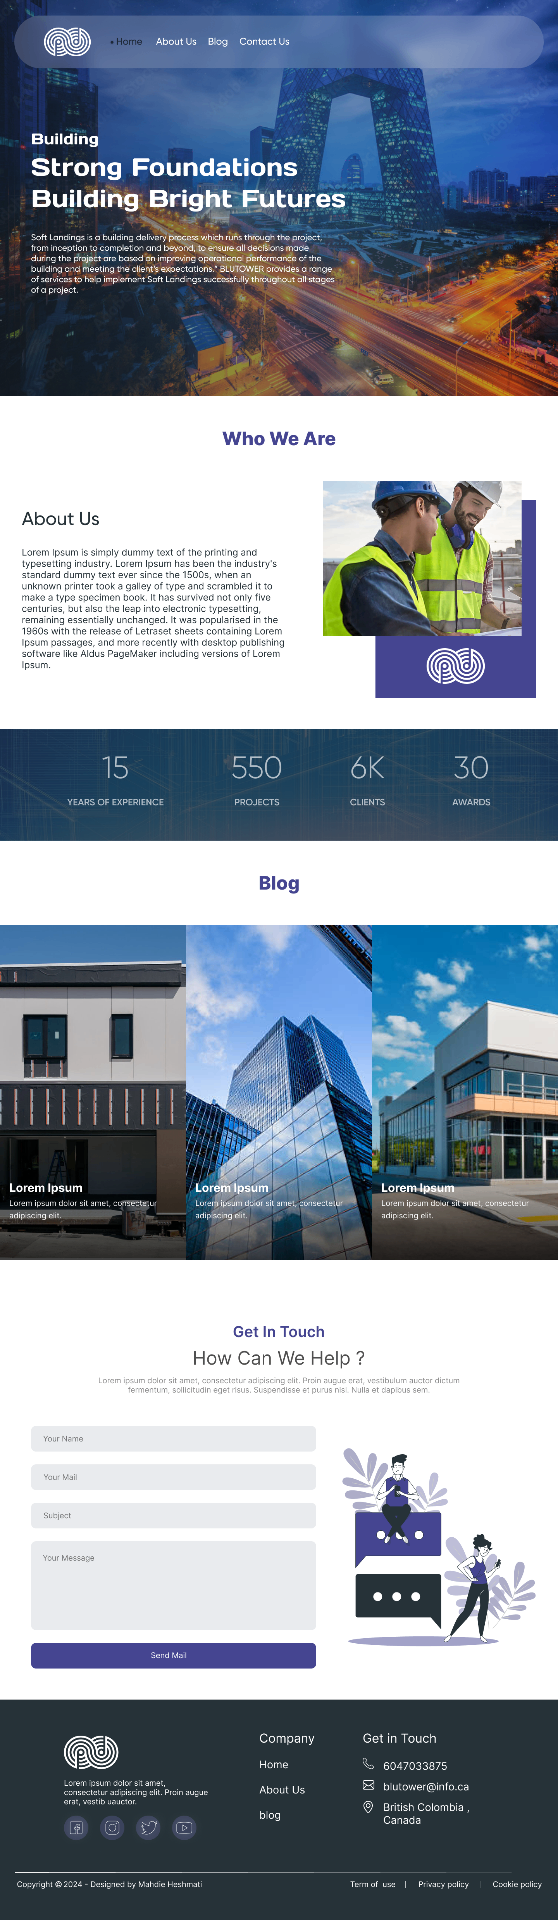 Home About Us Blog Contact Us
Building
Strong Foundations
Building Bright Futures
Soft Landings is a building delivery process which runs through the project,
from inception to completion and beyond, to ensure all decisions made
during the project are based on improving operational performance of the
building and meeting the client's expectations." BLUTOWER provides a range
of services to help implement Soft Landings successfully throughout all stages
of a project.
Who We Are
About Us
Lorem Ipsum is simply dummy text of the printing and
typesetting industry. Lorem Ipsum has been the industry's
standard dummy text ever since the 1500s, when an
unknown printer took a galley of type and scrambled it to
make a type specimen book. It has survived not only five
centuries, but also the leap into electronic typesetting,
remaining essentially unchanged. It was popularised in the
1960s with the release of Letraset sheets containing Lorem
Ipsum passages, and more recently with desktop publishing
software like Aldus PageMaker including versions of Lorem
Ipsum.
15 550 6K 30
YEARS OF EXPERIENCE PROJECTS CLIENTS AWARDS
Blog
Lorem Ipsum
Lorem ipsum dolor sit amet, consectetur
adipiscing elit.
Lorem Ipsum
Lorem ipsum dolor sit amet, consectetur
adipiscing elit.
Lorem Ipsum
Lorem ipsum dolor sit amet, consectetur
adipiscing elit.
Get In Touch
How Can We Help ?
Lorem ipsum dolor sit amet, consectetur adipiscing elit. Proin augue erat, vestibulum auctor dictum
fermentum, sollicitudin eget risus. Suspendisse et purus nisl. Nulla et dapibus sem.
Your Name
Your Mail
Subject
Your Message
Send Mail
Lorem ipsum dolor sit amet,
consectetur adipiscing elit. Proin augue
erat, vestib uauctor.
Company
Home
About Us
blog
Get in Touch
6047033875
blutower@info.ca
British Colombia ,
Canada
Copyright © 2024 - Designed by Mahdie Heshmati
Term of use | Privacy policy | Cookie policy